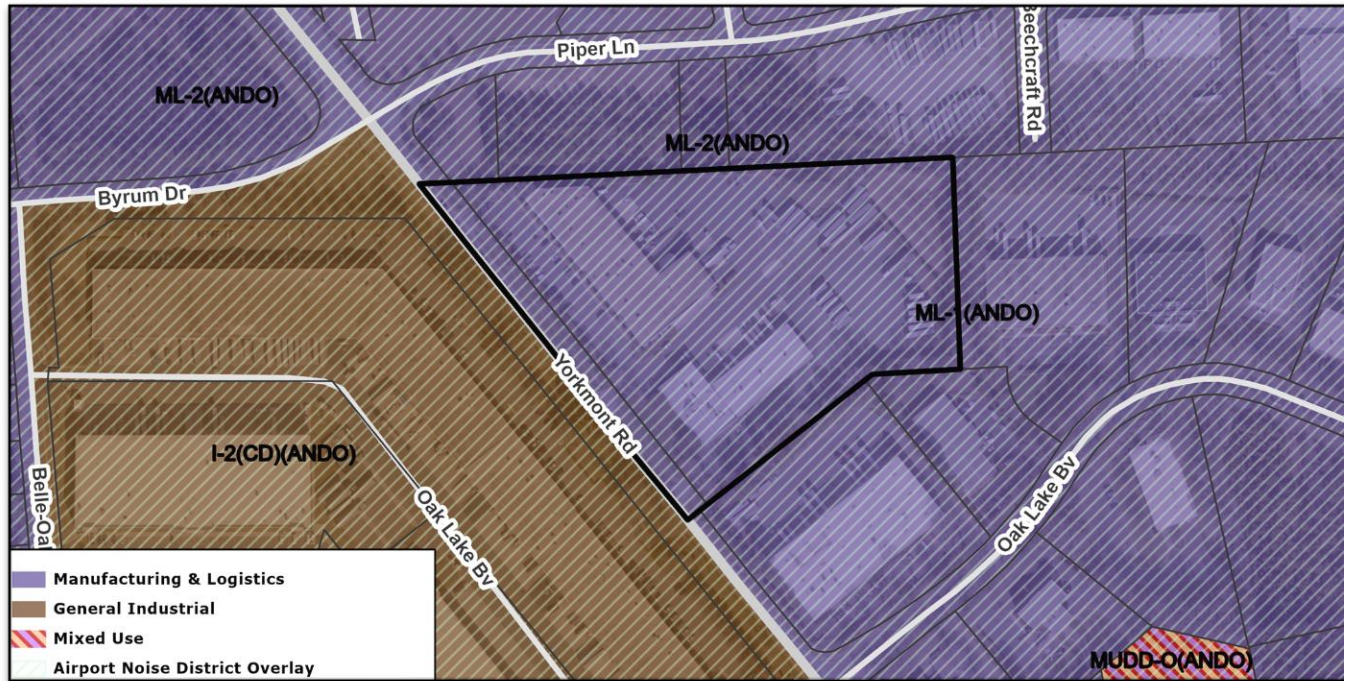 Piper Ln
Beechcraft Rd
ML-2(ANDO)
ML-2(ANDO)
Byrum Dr
ML-1(ANDO)
Yorkmont Rd
I-2(CD)(ANDO)
Belle-Oa
Oak Lake Bv
Oak Lake Bv
Manufacturing & Logistics
General Industrial
Mixed Use
Airport Noise District Overlay
MUDD-O(ANDO)